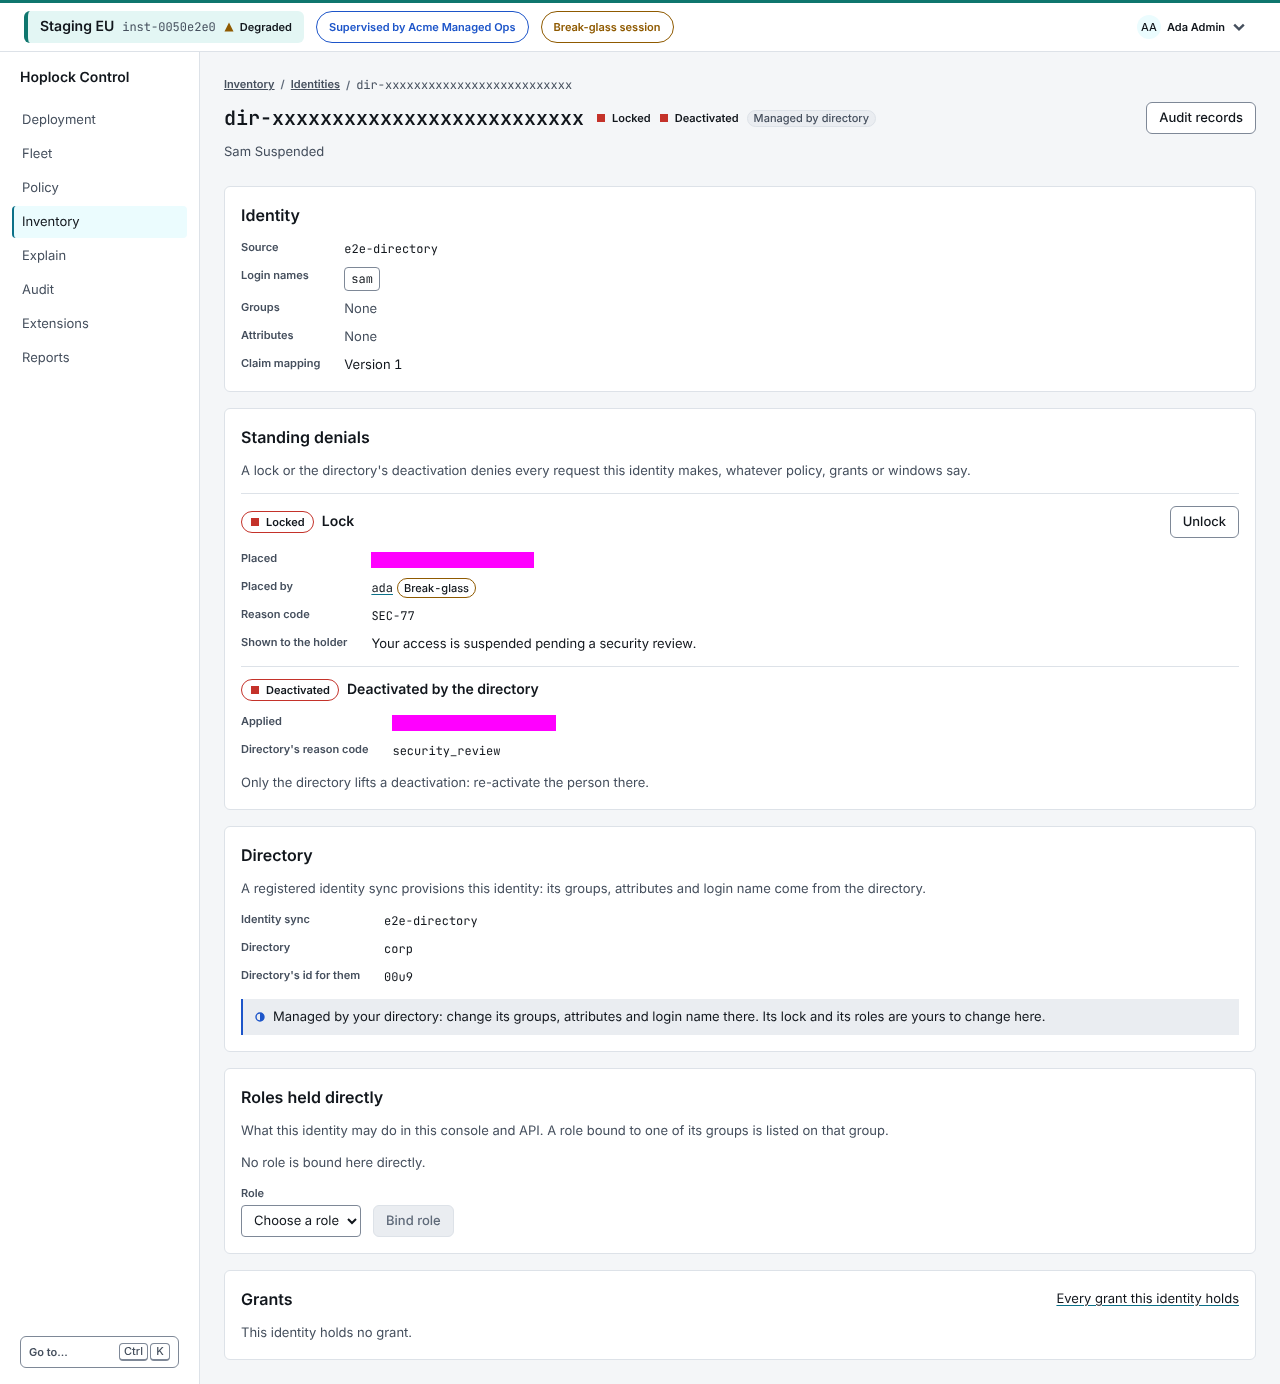 Staging EU inst-0050e2e0 Degraded Supervised by Acme Managed Ops Break-glass session AA Ada Admin
Hoplock Control
Deployment
Fleet
Policy
Inventory
Explain
Audit
Extensions
Reports
Go to... Ctrl K
Inventory / Identities / dir-xxxxxxxxxxxxxxxxxxxxxxxxxx
dir-xxxxxxxxxxxxxxxxxxxxxxxxxx Locked Deactivated Managed by directory Audit records
Sam Suspended
Identity
Source e2e-directory
Login names sam
Groups None
Attributes None
Claim mapping Version 1
Standing denials
A lock or the directory's deactivation denies every request this identity makes, whatever policy, grants or windows say.
Locked Lock Unlock
Placed
Placed by ada Break-glass
Reason code SEC-77
Shown to the holder Your access is suspended pending a security review.
Deactivated Deactivated by the directory
Applied
Directory's reason code security_review
Only the directory lifts a deactivation: re-activate the person there.
Directory
A registered identity sync provisions this identity: its groups, attributes and login name come from the directory.
Identity sync e2e-directory
Directory corp
Directory's id for them 00u9
Managed by your directory: change its groups, attributes and login name there. Its lock and its roles are yours to change here.
Roles held directly
What this identity may do in this console and API. A role bound to one of its groups is listed on that group.
No role is bound here directly.
Role
Choose a role Bind role
Grants Every grant this identity holds
This identity holds no grant.